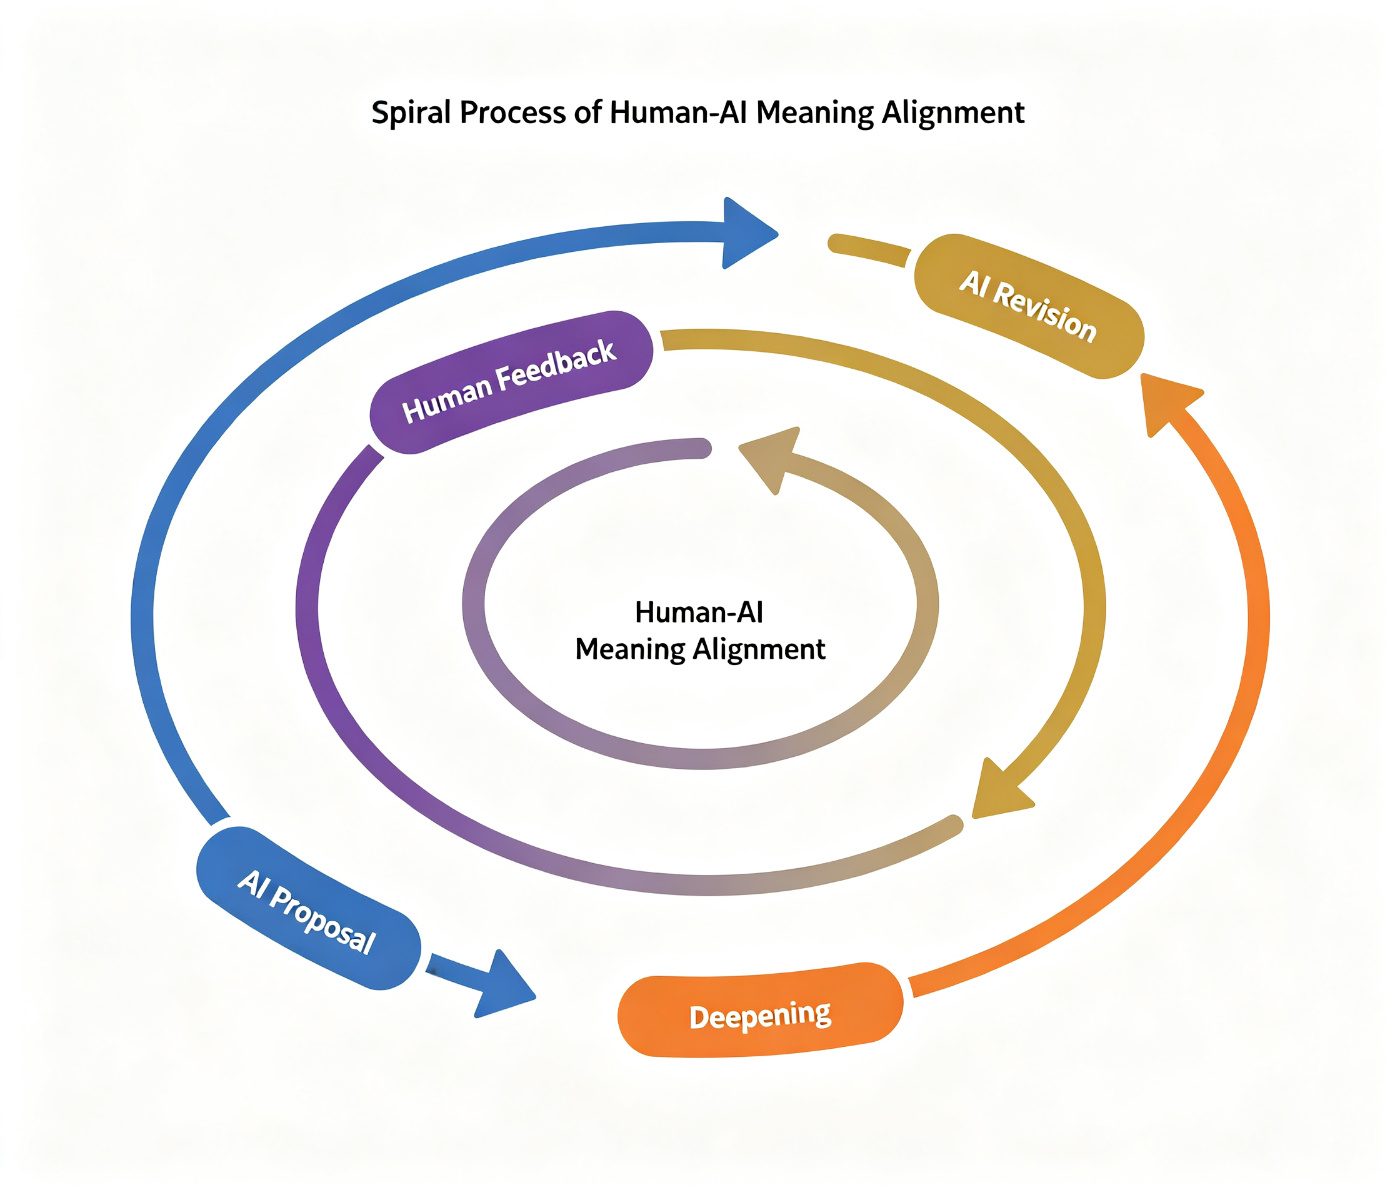 Spiral Process of Human-AI Meaning Alignment
AI Revision
Human Feedback
Human-AI
Meaning Alignment
AI Proposal
Deepening